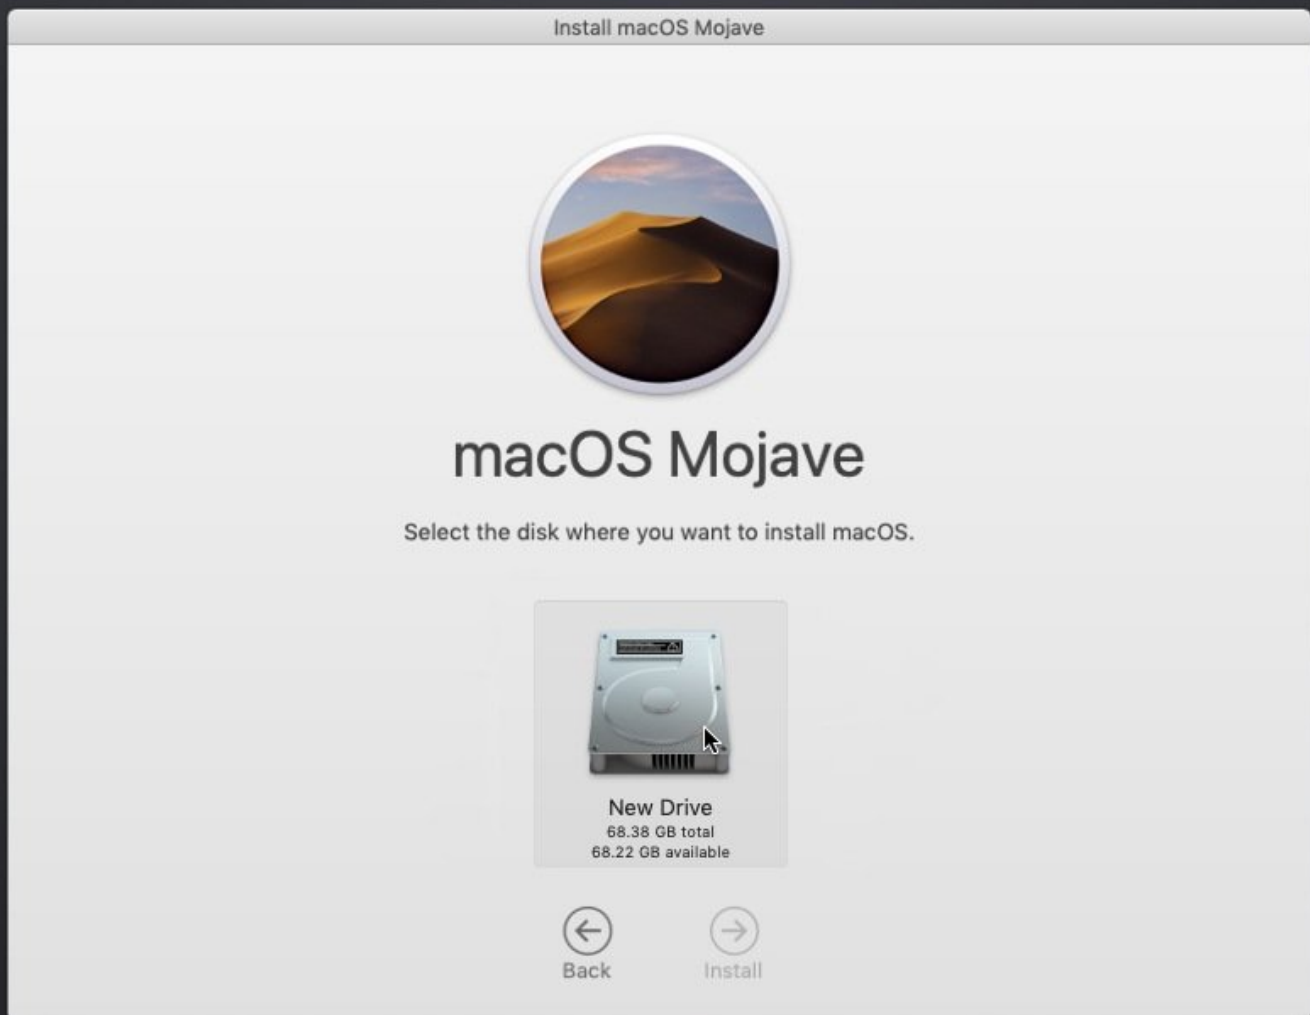 Install macOS Mojave
macOS Mojave
Select the disk where you want to install macOS.
New Drive
68.38 GB total
68.22 GB available
Back
Install